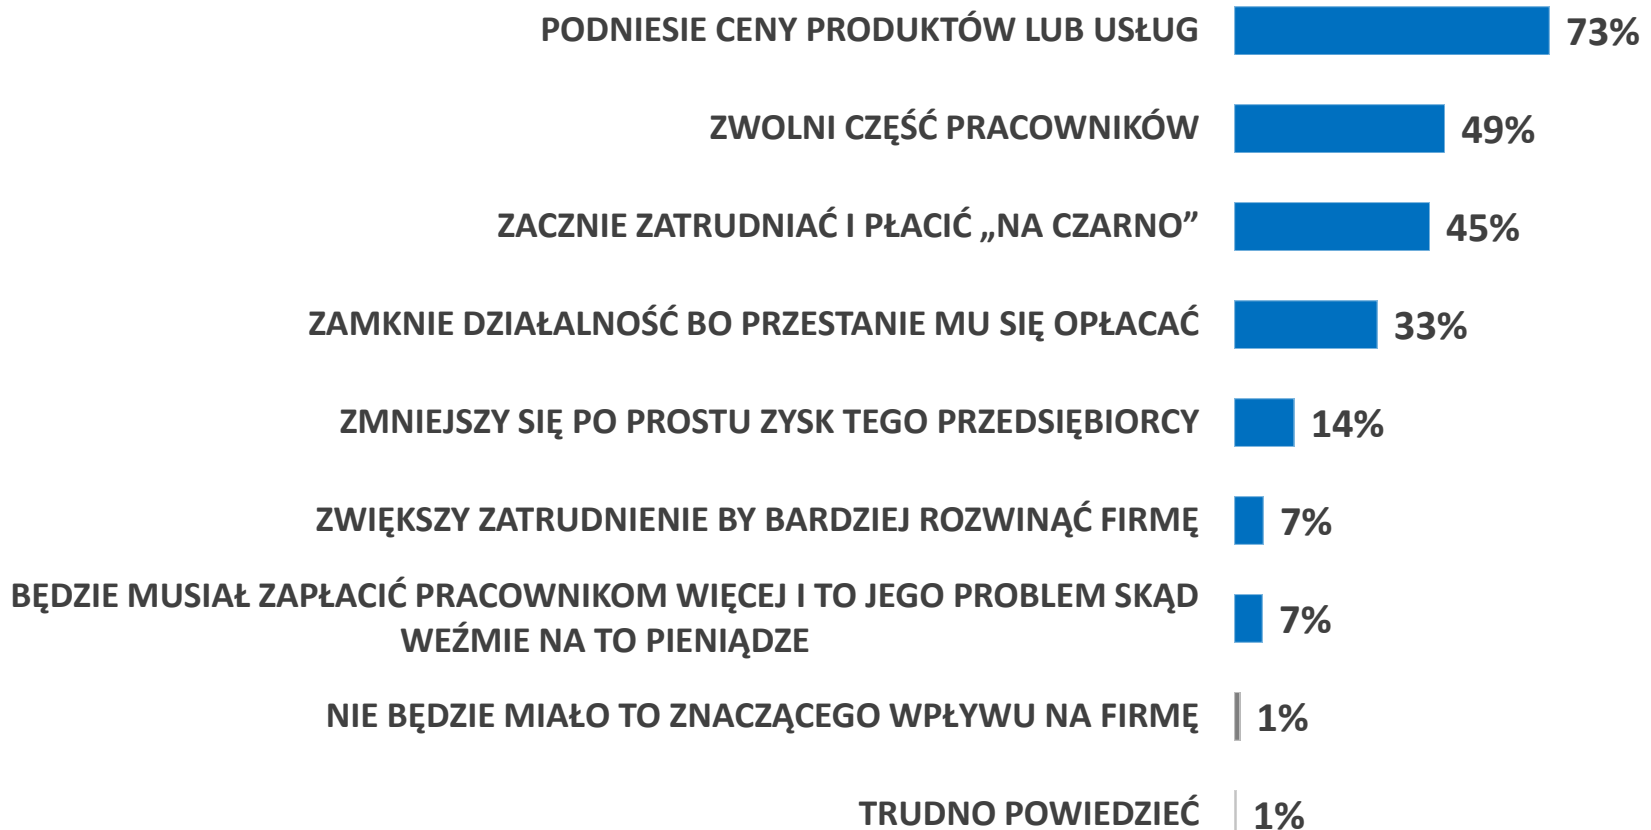 PODNIESIE CENY PRODUKTÓW LUB USŁUG 73%
ZWOLNI CZĘŚĆ PRACOWNIKÓW 49%
ZACZNIE ZATRUDNIAĆ I PŁACIĆ „NA CZARNO” 45%
ZAMKNIE DZIAŁALNOŚĆ BO PRZESTANIE MU SIĘ OPŁACAĆ 33%
ZMNIEJSZY SIĘ PO PROSTU ZYSK TEGO PRZEDSIĘBIORCY 14%
ZWIĘKSZY ZATRUDNIENIE BY BARDZIEJ ROZWINĄĆ FIRMĘ 7%
BĘDZIE MUSIAŁ ZAPŁACIĆ PRACOWNIKOM WIĘCEJ I TO JEGO PROBLEM SKĄD
WEŹMIE NA TO PIENIĄDZE 7%
NIE BĘDZIE MIAŁO TO ZNACZĄCEGO WPŁYWU NA FIRMĘ 1%
TRUDNO POWIEDZIEĆ 1%